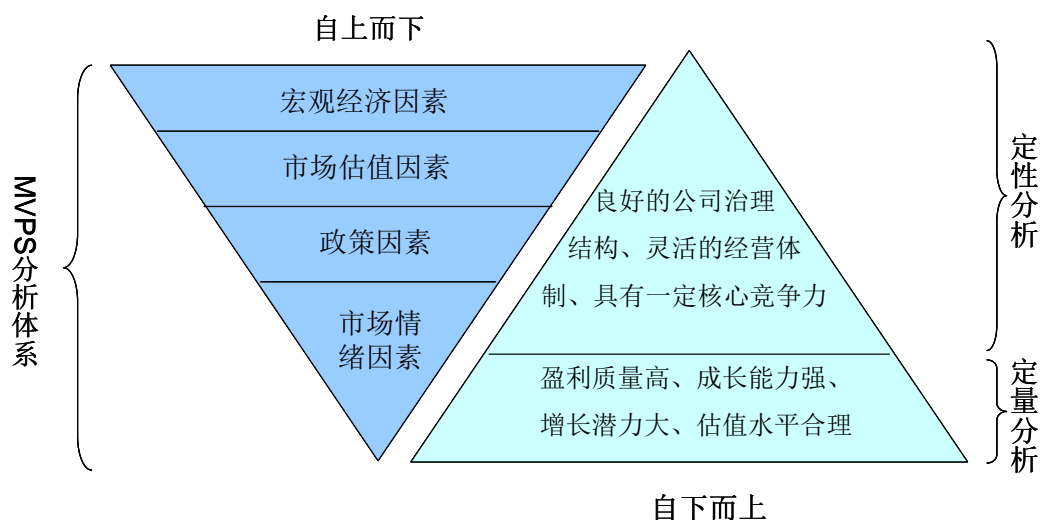 自上而下
MVPS分析体系
宏观经济因素
市场估值因素
政策因素
市场情
绪因素
良好的公司治理
结构、灵活的经营体
制、具有一定核心竞争力
盈利质量高、成长能力强、
增长潜力大、估值水平合理
定性分析
定量分析
自下而上